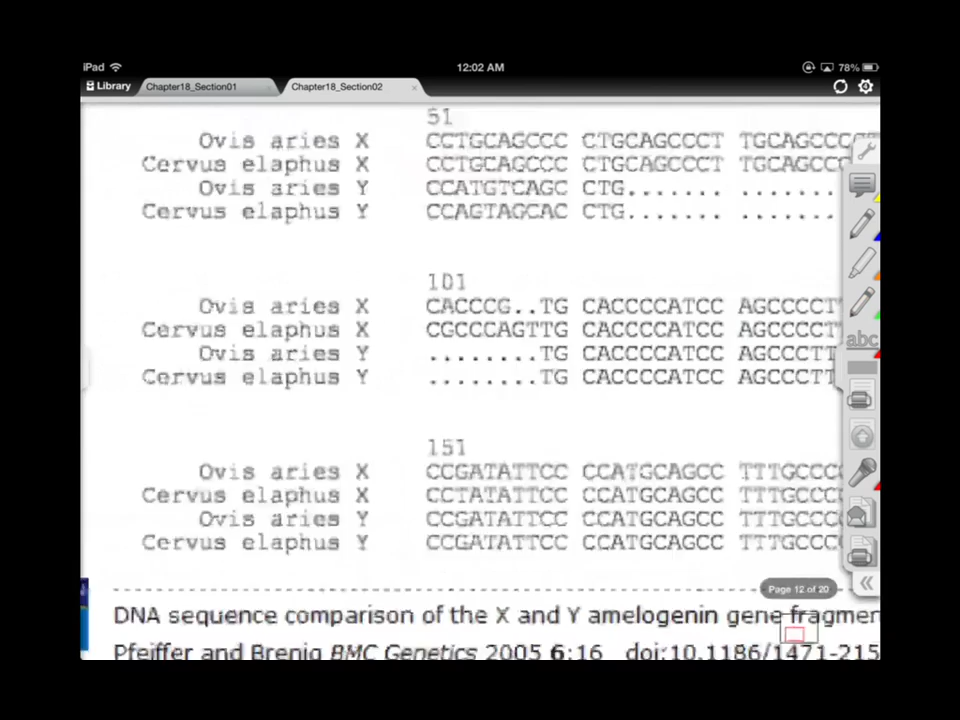 iPad 12:02 AM 78%
Library Chapter18_Section01 × Chapter18_Section02 ×
51
Ovis aries X CCTGCAGCCC CTGCAGCCCT TGCAGCCC
Cervus elaphus X CCTGCAGCCC CTGCAGCCCT TGCAGCCC
Ovis aries Y CCATGTCAGC CTG....... .......
Cervus elaphus Y CCAGTAGCAC CTG....... .......
101
Ovis aries X CACCCG..TG CACCCCATCC AGCCCCT
Cervus elaphus X CGCCCAGTTG CACCCCATCC AGCCCCT
Ovis aries Y ........TG CACCCCATCC AGCCCTT
Cervus elaphus Y ........TG CACCCCATCC AGCCCTT
abc
151
Ovis aries X CCGATATTCC CCATGCAGCC TTTGCCC
Cervus elaphus X CCTATATTCC CCATGCAGCC TTTGCCC
Ovis aries Y CCGATATTCC CCATGCAGCC TTTGCCC
Cervus elaphus Y CCGATATTCC CCATGCAGCC TTTGCCC
Page 12 of 20
DNA sequence comparison of the X and Y amelogenin gene fragmen
Pfeiffer and Brenig BMC Genetics 2005 6:16 doi:10.1186/1471-215